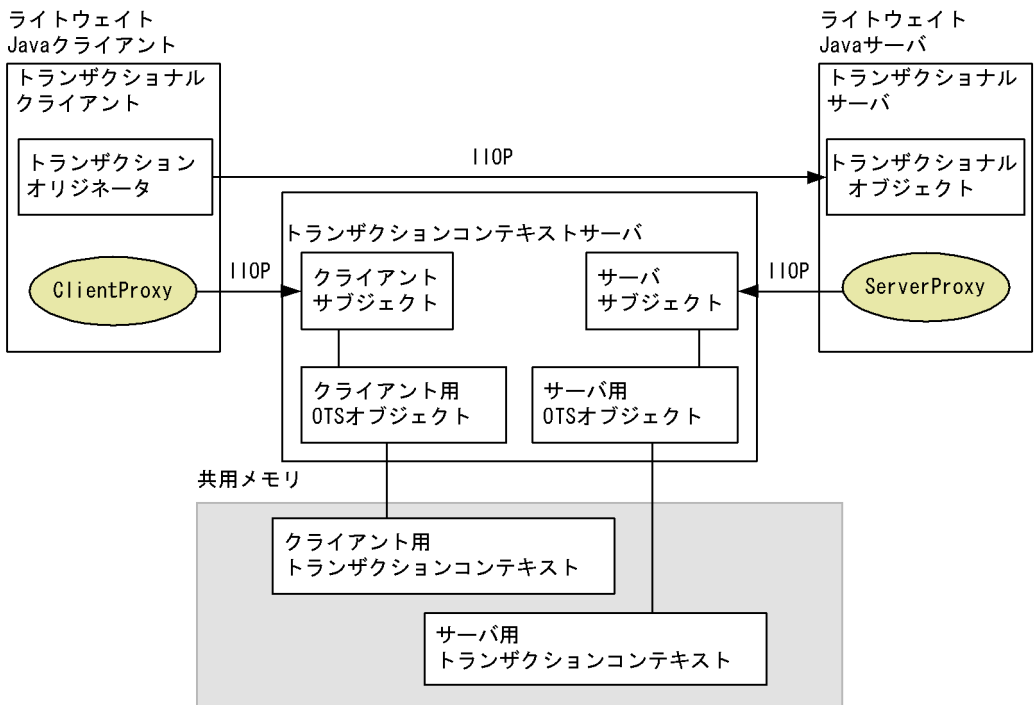 ライトウェイト
Javaクライアント
トランザクショナル
クライアント
トランザクション
オリジネータ
ClientProxy
IIOP
IIOP
トランザクションコンテキストサーバ
クライアント
サブジェクト
サーバ
サブジェクト
クライアント用
OTSオブジェクト
サーバ用
OTSオブジェクト
IIOP
ライトウェイト
Javaサーバ
トランザクショナル
サーバ
トランザクショナル
オブジェクト
ServerProxy
共用メモリ
クライアント用
トランザクションコンテキスト
サーバ用
トランザクションコンテキスト